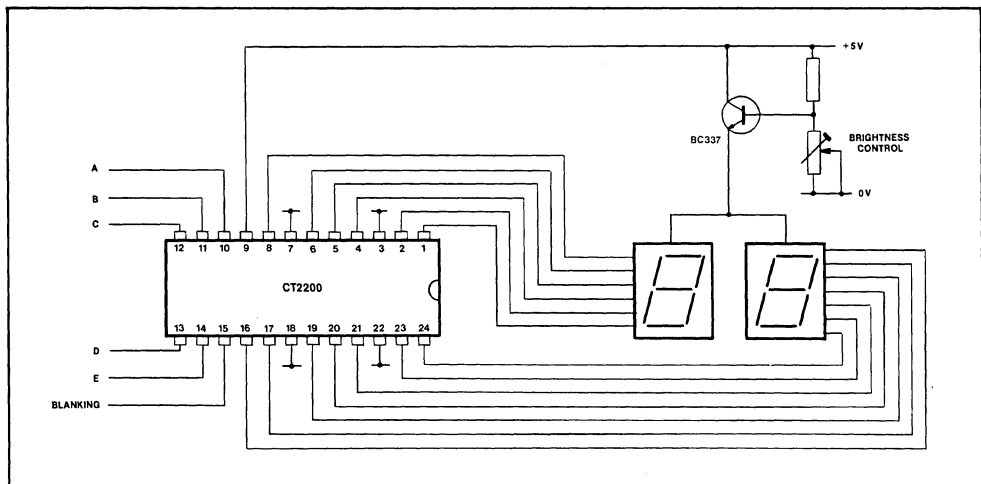 +5V
BC337
BRIGHTNESS
CONTROL
0V
A
B
C
12 11 10 9 8 7 6 5 4 3 2 1
CT2200
13 14 15 16 17 18 19 20 21 22 23 24
D
E
BLANKING